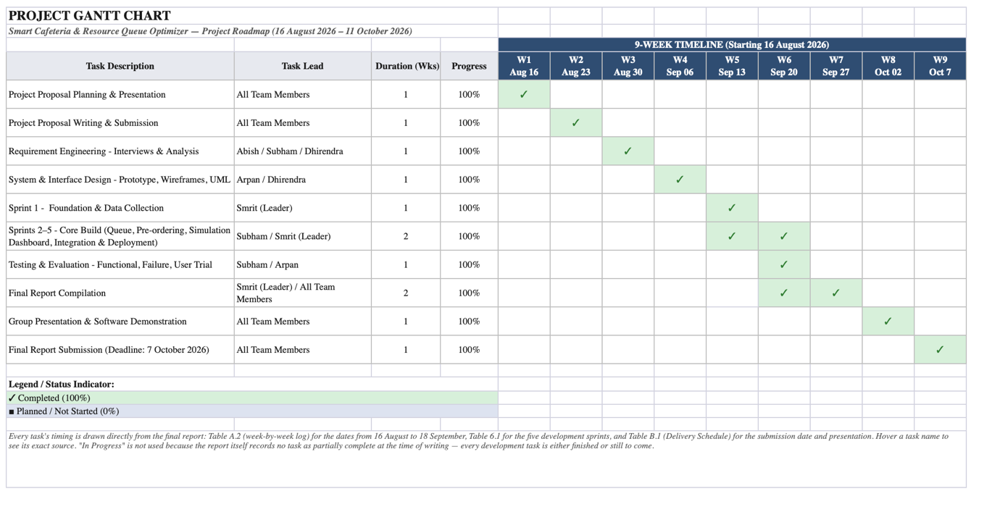 PROJECT GANTT CHART
Smart Cafeteria & Resource Queue Optimizer — Project Roadmap (16 August 2026 – 11 October 2026)
9-WEEK TIMELINE (Starting 16 August 2026)
Task Description Task Lead Duration (Wks) Progress W1 Aug 16 W2 Aug 23 W3 Aug 30 W4 Sep 06 W5 Sep 13 W6 Sep 20 W7 Sep 27 W8 Oct 02 W9 Oct 7
Project Proposal Planning & Presentation All Team Members 1 100% ✓
Project Proposal Writing & Submission All Team Members 1 100% ✓
Requirement Engineering - Interviews & Analysis Abish / Subham / Dhirendra 1 100% ✓
System & Interface Design - Prototype, Wireframes, UML Arpan / Dhirendra 1 100% ✓
Sprint 1 - Foundation & Data Collection Smrit (Leader) 1 100% ✓
Sprints 2–5 - Core Build (Queue, Pre-ordering, Simulation
Dashboard, Integration & Deployment) Subham / Smrit (Leader) 2 100% ✓ ✓
Testing & Evaluation - Functional, Failure, User Trial Subham / Arpan 1 100% ✓
Final Report Compilation Smrit (Leader) / All Team
Members 2 100% ✓ ✓
Group Presentation & Software Demonstration All Team Members 1 100% ✓
Final Report Submission (Deadline: 7 October 2026) All Team Members 1 100% ✓
Legend / Status Indicator:
✓ Completed (100%)
■ Planned / Not Started (0%)
Every task's timing is drawn directly from the final report: Table A.2 (week-by-week log) for the dates from 16 August to 18 September, Table 6.1 for the five development sprints, and Table B.1 (Delivery Schedule) for the submission date and presentation. Hover a task name to
see its exact source. "In Progress" is not used because the report itself records no task as partially complete at the time of writing — every development task is either finished or still to come.